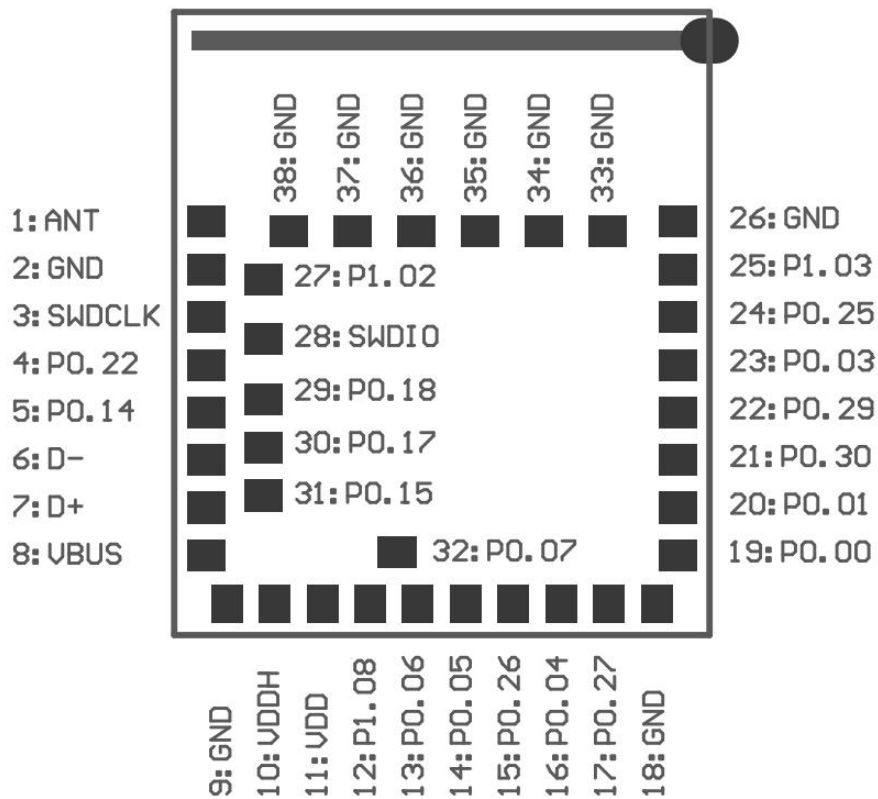 38:GND
37:GND
36:GND
35:GND
34:GND
33:GND
1:ANT
2:GND
3:SWDCLK
4:P0.22
5:P0.14
6:D-
7:D+
8:VBUS
27:P1.02
28:SWDIO
29:P0.18
30:P0.17
31:P0.15
32:P0.07
26:GND
25:P1.03
24:P0.25
23:P0.03
22:P0.29
21:P0.30
20:P0.01
19:P0.00
9:GND
10:VDDH
11:VDD
12:P1.08
13:P0.06
14:P0.05
15:P0.26
16:P0.04
17:P0.27
18:GND